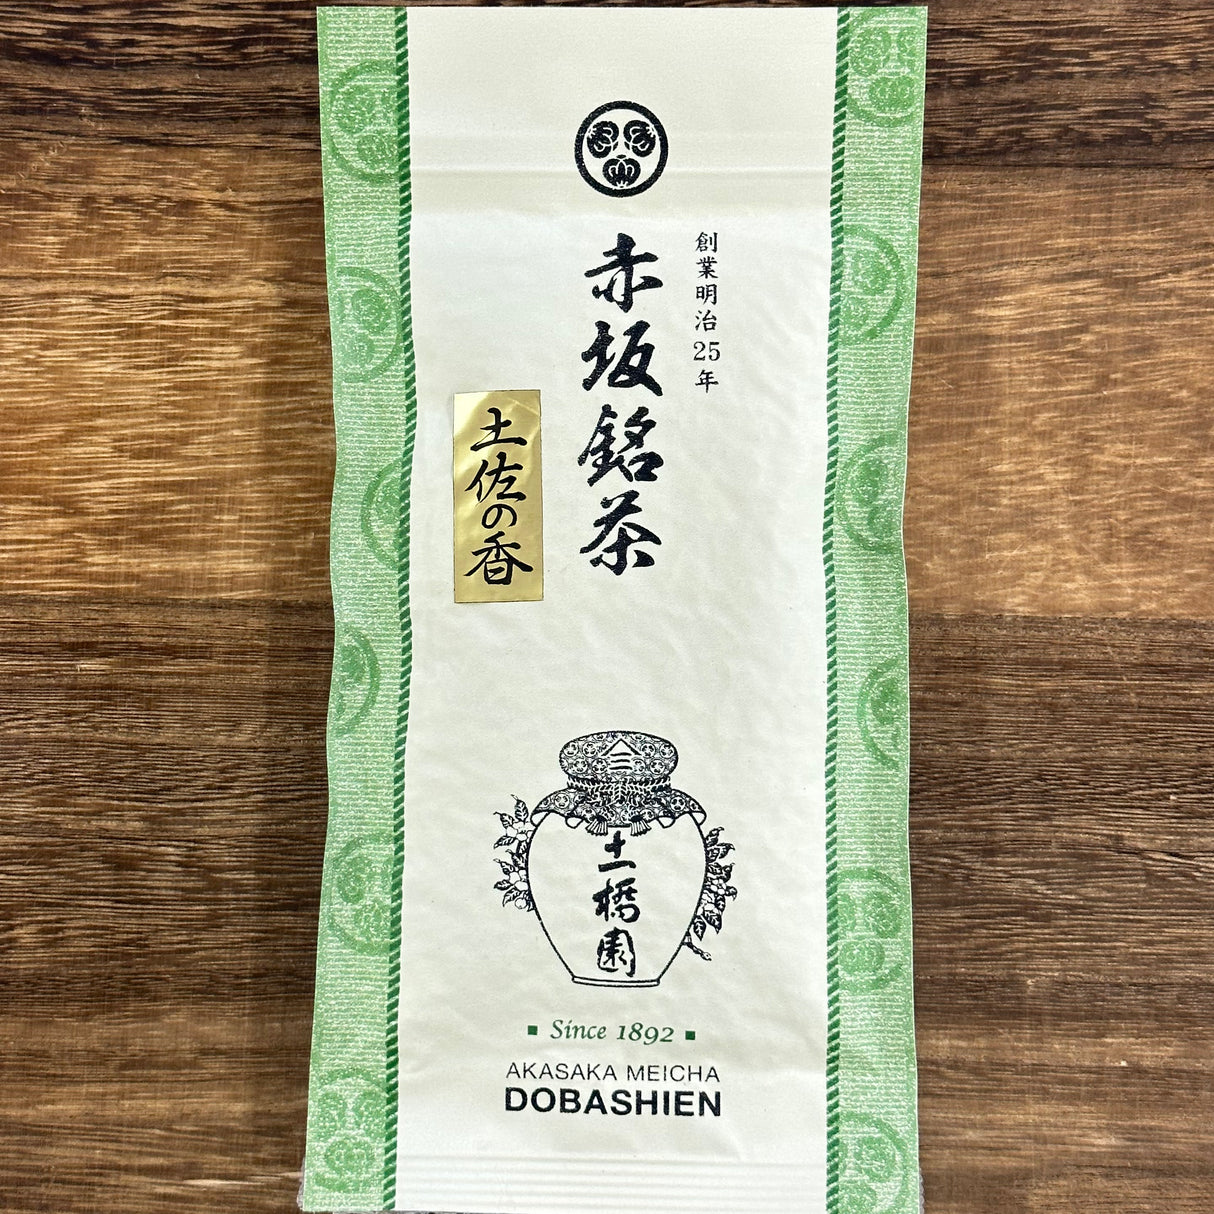 創業明治25年
赤坂銘茶
土佐の香
土橋園
Since 1892
AKASAKA MEICHA
DOBASHIEN